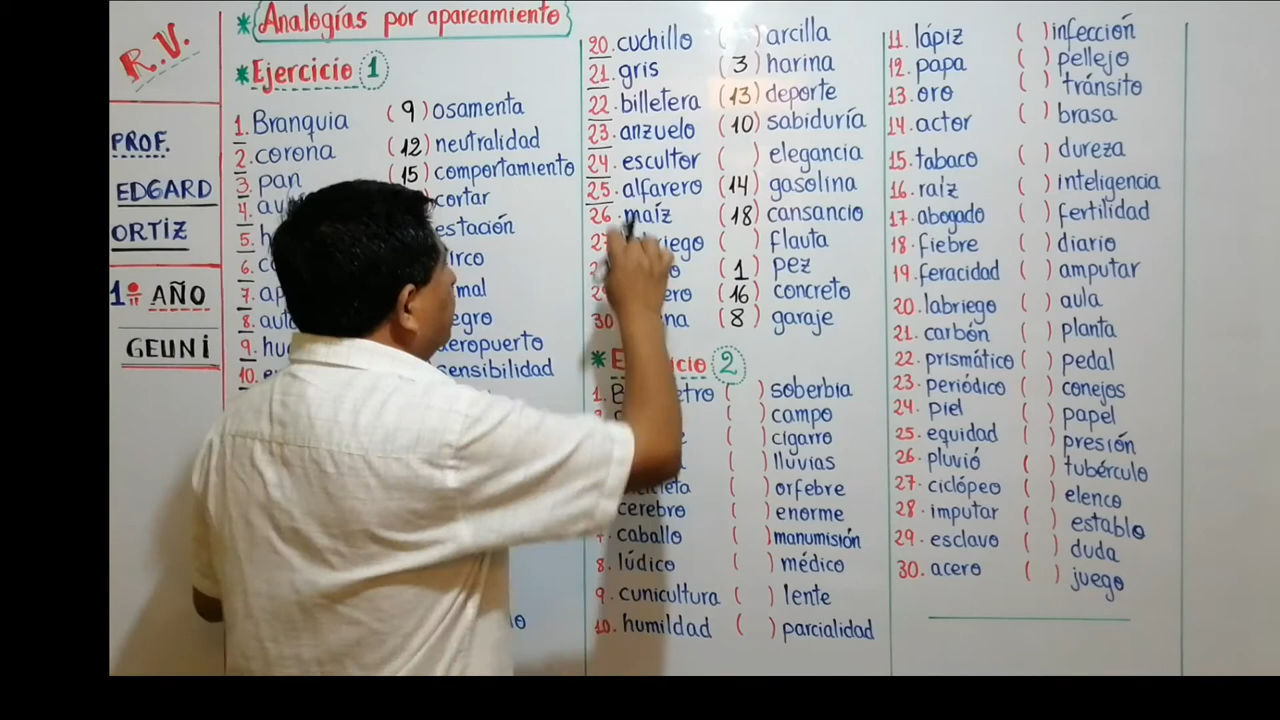 R.V.
PROF.
EDGARD
ORTIZ
1º AÑO
GEUNI
*Analogías por apareamiento
*Ejercicio 1
1. Branquia (9) osamenta
2. corona (12) neutralidad
3. pan (15) comportamiento
cortar
5. estación
6.
7.
8. aeropuerto
9. sensibilidad
10.
20. cuchillo ( ) arcilla
21. gris (3) harina
22. billetera (13) deporte
23. anzuelo (10) sabiduría
24. escultor ( ) elegancia
25. alfarero (14) gasolina
26. maíz (18) cansancio
( ) flauta
(1) pez
(16) concreto
30 (8) garaje
* 2
1. ( ) soberbia
( ) campo
( ) cigarro
( ) lluvias
( ) orfebre
cerebro ( ) enorme
7. caballo ( ) manumisión
8. lúdico ( ) médico
9. cunicultura ( ) lente
10. humildad ( ) parcialidad
11. lápiz ( ) infección
12. papa ( ) pellejo
13. oro ( ) tránsito
14. actor ( ) brasa
15. tabaco ( ) dureza
16. raíz ( ) inteligencia
17. abogado ( ) fertilidad
18. fiebre ( ) diario
19. feracidad ( ) amputar
20. labriego ( ) aula
21. carbón ( ) planta
22. prismático ( ) pedal
23. periódico ( ) conejos
24. piel ( ) papel
25. equidad ( ) presión
26. pluvió ( ) tubérculo
27. ciclópeo ( ) elenco
28. imputar ( ) establo
29. esclavo ( ) duda
30. acero ( ) juego